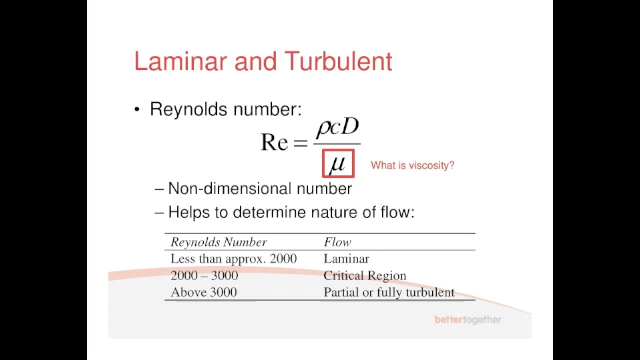 Laminar and Turbulent
• Reynolds number:
Re = ρcD / μ
What is viscosity?
– Non-dimensional number
– Helps to determine nature of flow:
Reynolds Number Flow
Less than approx. 2000 Laminar
2000 – 3000 Critical Region
Above 3000 Partial or fully turbulent
bettertogether